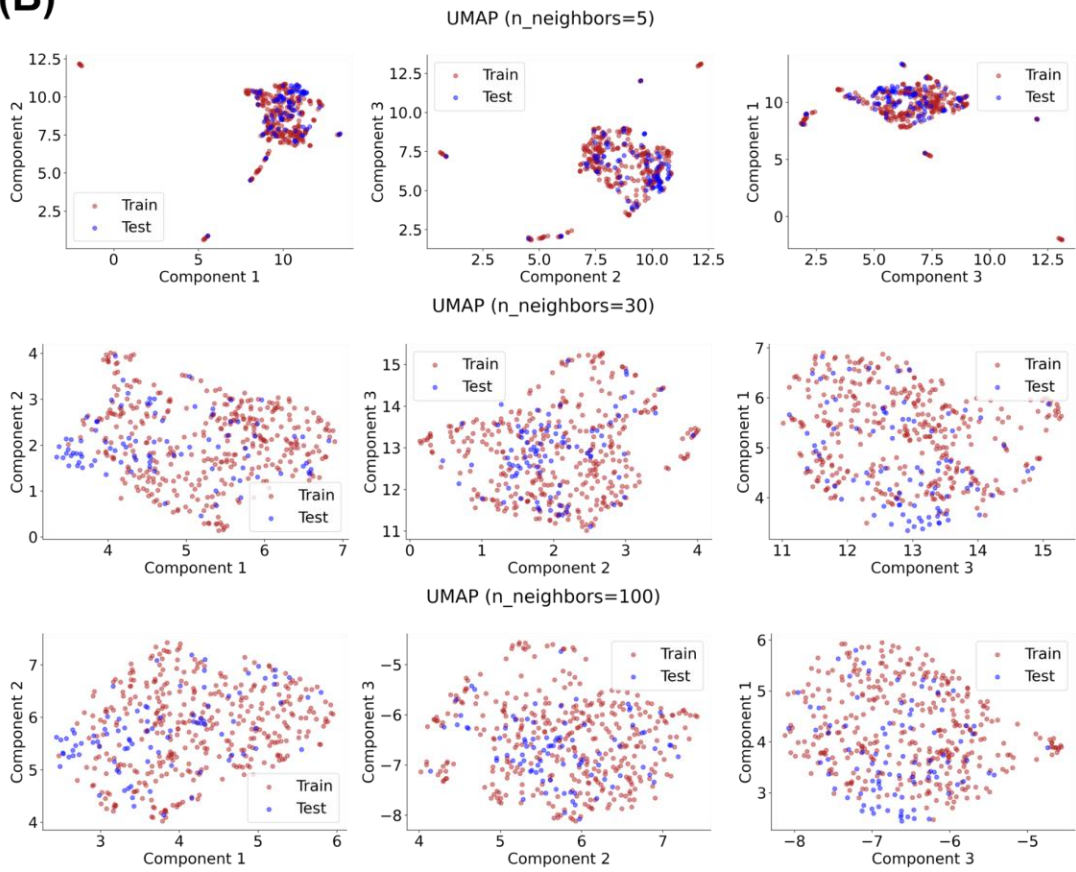 (B)
UMAP (n_neighbors=5)
12.5
10.0
7.5
5.0
2.5
Component 2
Train
Test
0
5
10
Component 1
12.5
10.0
7.5
5.0
2.5
Component 3
Train
Test
2.5
5.0
7.5
10.0
12.5
Component 2
10
5
0
Component 1
Train
Test
2.5
5.0
7.5
10.0
12.5
Component 3
UMAP (n_neighbors=30)
4
3
2
1
0
Component 2
Train
Test
4
5
6
7
Component 1
15
14
13
12
11
Component 3
Train
Test
0
1
2
3
4
Component 2
7
6
5
4
Component 1
Train
Test
11
12
13
14
15
Component 3
UMAP (n_neighbors=100)
7
6
5
4
Component 2
Train
Test
3
4
5
6
Component 1
−5
−6
−7
−8
Component 3
Train
Test
4
5
6
7
Component 2
6
5
4
3
Component 1
Train
Test
−8
−7
−6
−5
Component 3